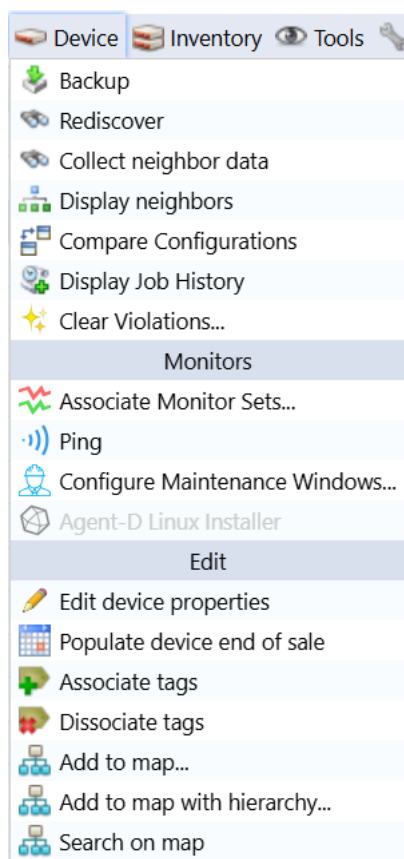 Device Inventory Tools
Backup
Rediscover
Collect neighbor data
Display neighbors
Compare Configurations
Display Job History
Clear Violations...
Monitors
Associate Monitor Sets...
Ping
Configure Maintenance Windows...
Agent-D Linux Installer
Edit
Edit device properties
Populate device end of sale
Associate tags
Dissociate tags
Add to map...
Add to map with hierarchy...
Search on map